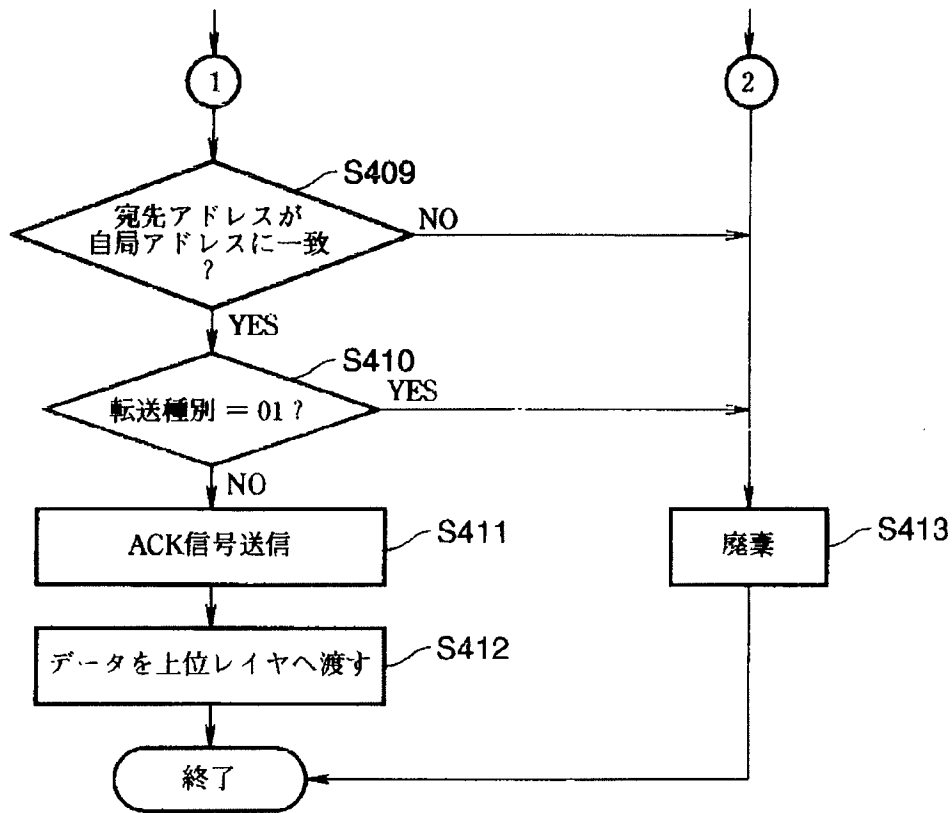 1
2
S409
宛先アドレスが
自局アドレスに一致
?
NO
YES
S410
転送種別 = 01 ?
YES
NO
ACK信号送信
S411
廃棄
S413
データを上位レイヤへ渡す
S412
終了